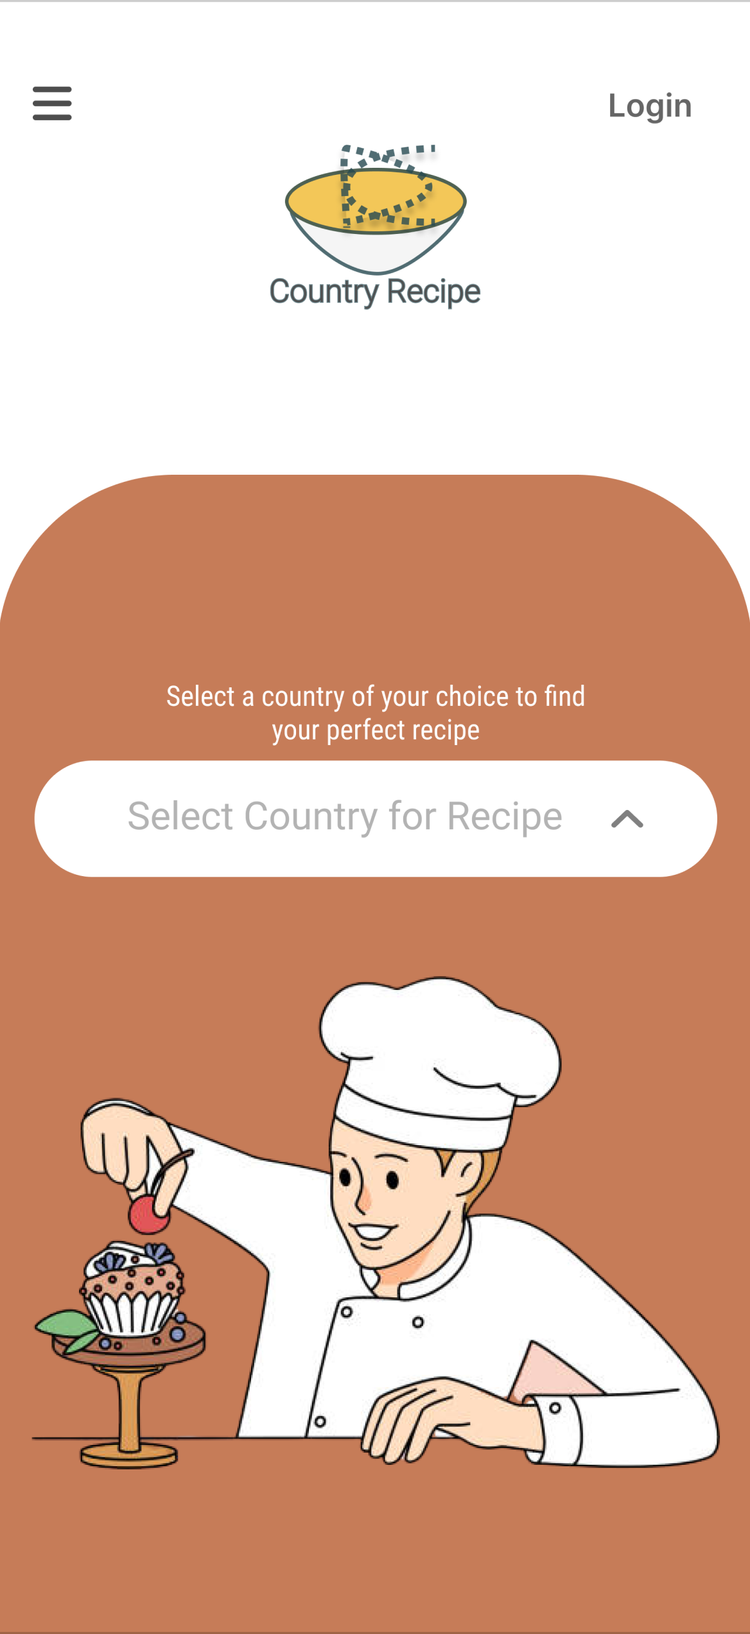 Login
Country Recipe
Select a country of your choice to find
your perfect recipe
Select Country for Recipe